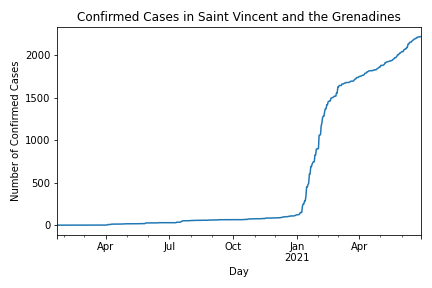 Confirmed Cases in Saint Vincent and the Grenadines
Number of Confirmed Cases
2000
1500
1000
500
0
Apr Jul Oct Jan Apr
2021
Day